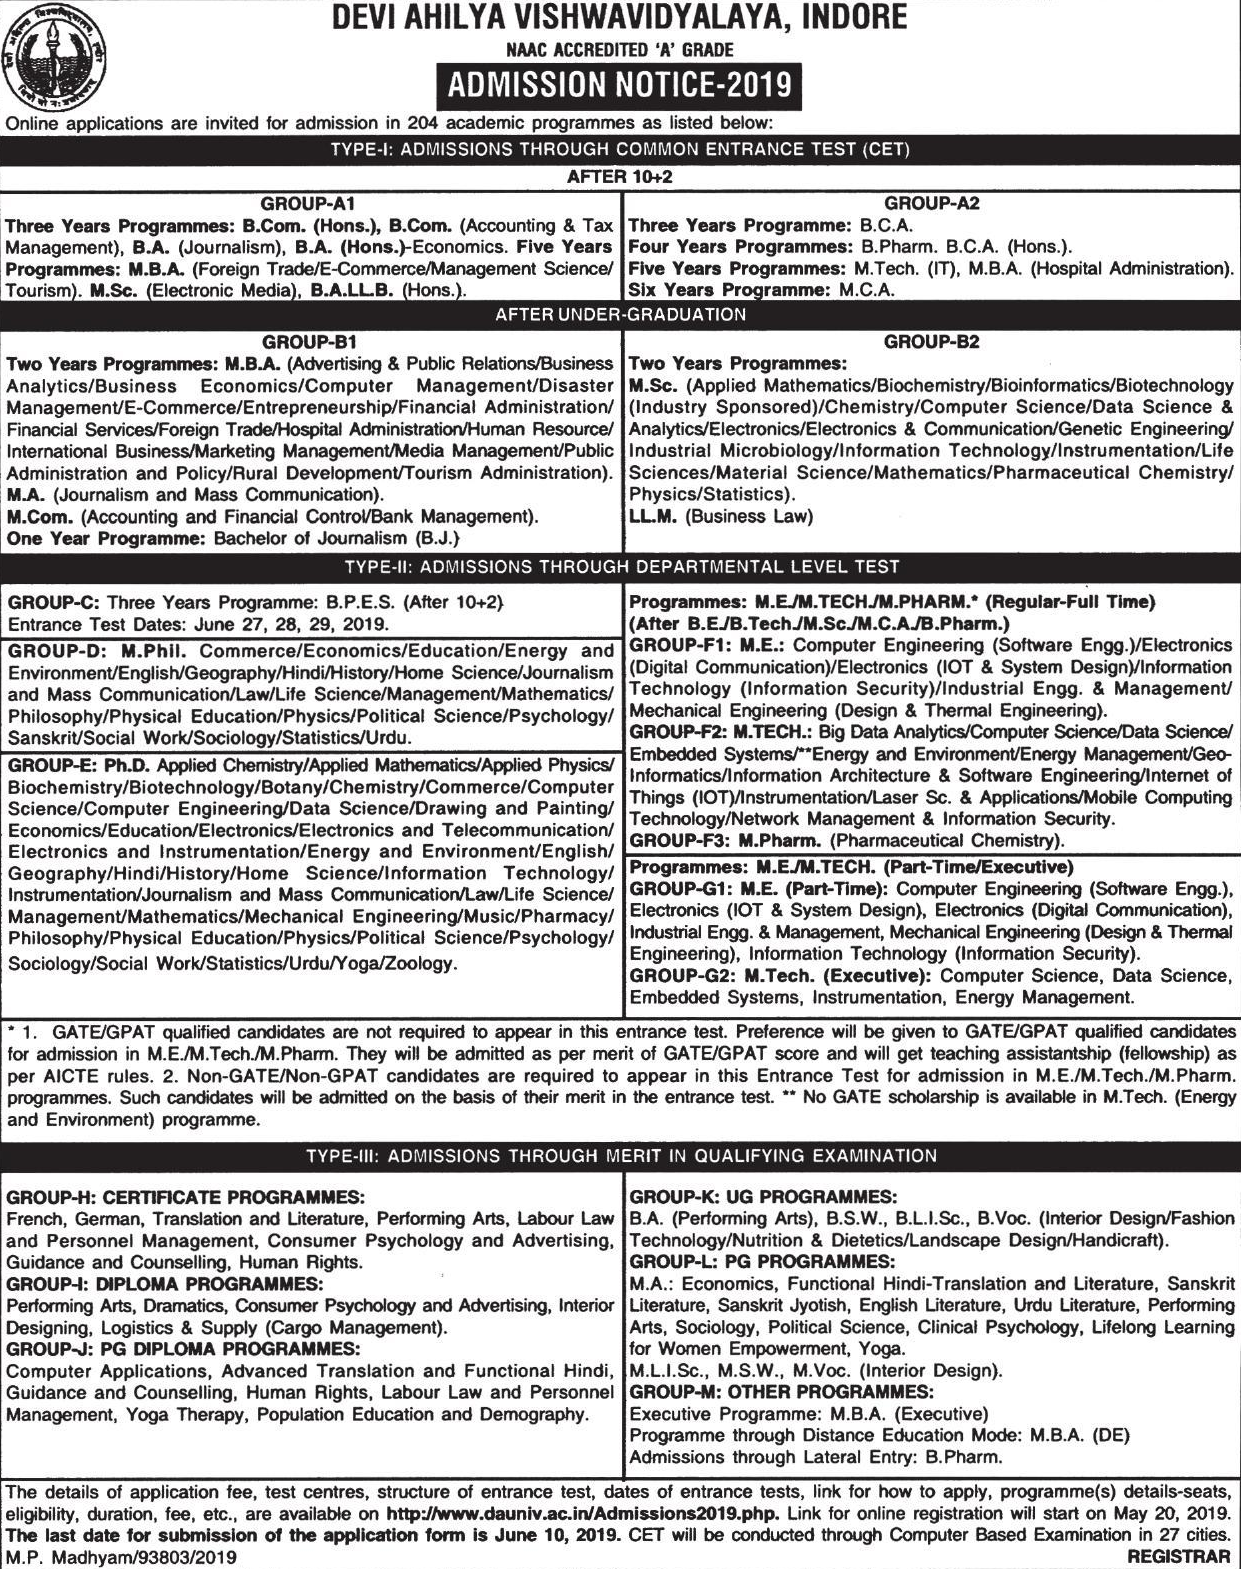 DEVI AHILYA VISHWAVIDYALAYA, INDORE
NAAC ACCREDITED 'A' GRADE
ADMISSION NOTICE-2019
Online applications are invited for admission in 204 academic programmes as listed below:
TYPE-I: ADMISSIONS THROUGH COMMON ENTRANCE TEST (CET)
AFTER 10+2
GROUP-A1
Three Years Programmes: B.Com. (Hons.), B.Com. (Accounting & Tax
Management), B.A. (Journalism), B.A. (Hons.)-Economics. Five Years
Programmes: M.B.A. (Foreign Trade/E-Commerce/Management Science/
Tourism). M.Sc. (Electronic Media), B.A.LL.B. (Hons.).
GROUP-A2
Three Years Programme: B.C.A.
Four Years Programmes: B.Pharm. B.C.A. (Hons.).
Five Years Programmes: M.Tech. (IT), M.B.A. (Hospital Administration).
Six Years Programme: M.C.A.
AFTER UNDER-GRADUATION
GROUP-B1
Two Years Programmes: M.B.A. (Advertising & Public Relations/Business
Analytics/Business Economics/Computer Management/Disaster
Management/E-Commerce/Entrepreneurship/Financial Administration/
Financial Services/Foreign Trade/Hospital Administration/Human Resource/
International Business/Marketing Management/Media Management/Public
Administration and Policy/Rural Development/Tourism Administration).
M.A. (Journalism and Mass Communication).
M.Com. (Accounting and Financial Control/Bank Management).
One Year Programme: Bachelor of Journalism (B.J.)
GROUP-B2
Two Years Programmes:
M.Sc. (Applied Mathematics/Biochemistry/Bioinformatics/Biotechnology
(Industry Sponsored)/Chemistry/Computer Science/Data Science &
Analytics/Electronics/Electronics & Communication/Genetic Engineering/
Industrial Microbiology/Information Technology/Instrumentation/Life
Sciences/Material Science/Mathematics/Pharmaceutical Chemistry/
Physics/Statistics).
LL.M. (Business Law)
TYPE-II: ADMISSIONS THROUGH DEPARTMENTAL LEVEL TEST
GROUP-C: Three Years Programme: B.P.E.S. (After 10+2)
Entrance Test Dates: June 27, 28, 29, 2019.
GROUP-D: M.Phil. Commerce/Economics/Education/Energy and
Environment/English/Geography/Hindi/History/Home Science/Journalism
and Mass Communication/Law/Life Science/Management/Mathematics/
Philosophy/Physical Education/Physics/Political Science/Psychology/
Sanskrit/Social Work/Sociology/Statistics/Urdu.
GROUP-E: Ph.D. Applied Chemistry/Applied Mathematics/Applied Physics/
Biochemistry/Biotechnology/Botany/Chemistry/Commerce/Computer
Science/Computer Engineering/Data Science/Drawing and Painting/
Economics/Education/Electronics/Electronics and Telecommunication/
Electronics and Instrumentation/Energy and Environment/English/
Geography/Hindi/History/Home Science/Information Technology/
Instrumentation/Journalism and Mass Communication/Law/Life Science/
Management/Mathematics/Mechanical Engineering/Music/Pharmacy/
Philosophy/Physical Education/Physics/Political Science/Psychology/
Sociology/Social Work/Statistics/Urdu/Yoga/Zoology.
Programmes: M.E./M.TECH./M.PHARM.* (Regular-Full Time)
(After B.E./B.Tech./M.Sc./M.C.A./B.Pharm.)
GROUP-F1: M.E.: Computer Engineering (Software Engg.)/Electronics
(Digital Communication)/Electronics (IOT & System Design)/Information
Technology (Information Security)/Industrial Engg. & Management/
Mechanical Engineering (Design & Thermal Engineering).
GROUP-F2: M.TECH.: Big Data Analytics/Computer Science/Data Science/
Embedded Systems/**Energy and Environment/Energy Management/Geo-
Informatics/Information Architecture & Software Engineering/Internet of
Things (IOT)/Instrumentation/Laser Sc. & Applications/Mobile Computing
Technology/Network Management & Information Security.
GROUP-F3: M.Pharm. (Pharmaceutical Chemistry).
Programmes: M.E./M.TECH. (Part-Time/Executive)
GROUP-G1: M.E. (Part-Time): Computer Engineering (Software Engg.),
Electronics (IOT & System Design), Electronics (Digital Communication),
Industrial Engg. & Management, Mechanical Engineering (Design & Thermal
Engineering), Information Technology (Information Security).
GROUP-G2: M.Tech. (Executive): Computer Science, Data Science,
Embedded Systems, Instrumentation, Energy Management.
* 1. GATE/GPAT qualified candidates are not required to appear in this entrance test. Preference will be given to GATE/GPAT qualified candidates
for admission in M.E./M.Tech./M.Pharm. They will be admitted as per merit of GATE/GPAT score and will get teaching assistantship (fellowship) as
per AICTE rules. 2. Non-GATE/Non-GPAT candidates are required to appear in this Entrance Test for admission in M.E./M.Tech./M.Pharm.
programmes. Such candidates will be admitted on the basis of their merit in the entrance test. ** No GATE scholarship is available in M.Tech. (Energy
and Environment) programme.
TYPE-III: ADMISSIONS THROUGH MERIT IN QUALIFYING EXAMINATION
GROUP-H: CERTIFICATE PROGRAMMES:
French, German, Translation and Literature, Performing Arts, Labour Law
and Personnel Management, Consumer Psychology and Advertising,
Guidance and Counselling, Human Rights.
GROUP-I: DIPLOMA PROGRAMMES:
Performing Arts, Dramatics, Consumer Psychology and Advertising, Interior
Designing, Logistics & Supply (Cargo Management).
GROUP-J: PG DIPLOMA PROGRAMMES:
Computer Applications, Advanced Translation and Functional Hindi,
Guidance and Counselling, Human Rights, Labour Law and Personnel
Management, Yoga Therapy, Population Education and Demography.
GROUP-K: UG PROGRAMMES:
B.A. (Performing Arts), B.S.W., B.L.I.Sc., B.Voc. (Interior Design/Fashion
Technology/Nutrition & Dietetics/Landscape Design/Handicraft).
GROUP-L: PG PROGRAMMES:
M.A.: Economics, Functional Hindi-Translation and Literature, Sanskrit
Literature, Sanskrit Jyotish, English Literature, Urdu Literature, Performing
Arts, Sociology, Political Science, Clinical Psychology, Lifelong Learning
for Women Empowerment, Yoga.
M.L.I.Sc., M.S.W., M.Voc. (Interior Design).
GROUP-M: OTHER PROGRAMMES:
Executive Programme: M.B.A. (Executive)
Programme through Distance Education Mode: M.B.A. (DE)
Admissions through Lateral Entry: B.Pharm.
The details of application fee, test centres, structure of entrance test, dates of entrance tests, link for how to apply, programme(s) details-seats,
eligibility, duration, fee, etc., are available on http://www.dauniv.ac.in/Admissions2019.php. Link for online registration will start on May 20, 2019.
The last date for submission of the application form is June 10, 2019. CET will be conducted through Computer Based Examination in 27 cities.
M.P. Madhyam/93803/2019
REGISTRAR